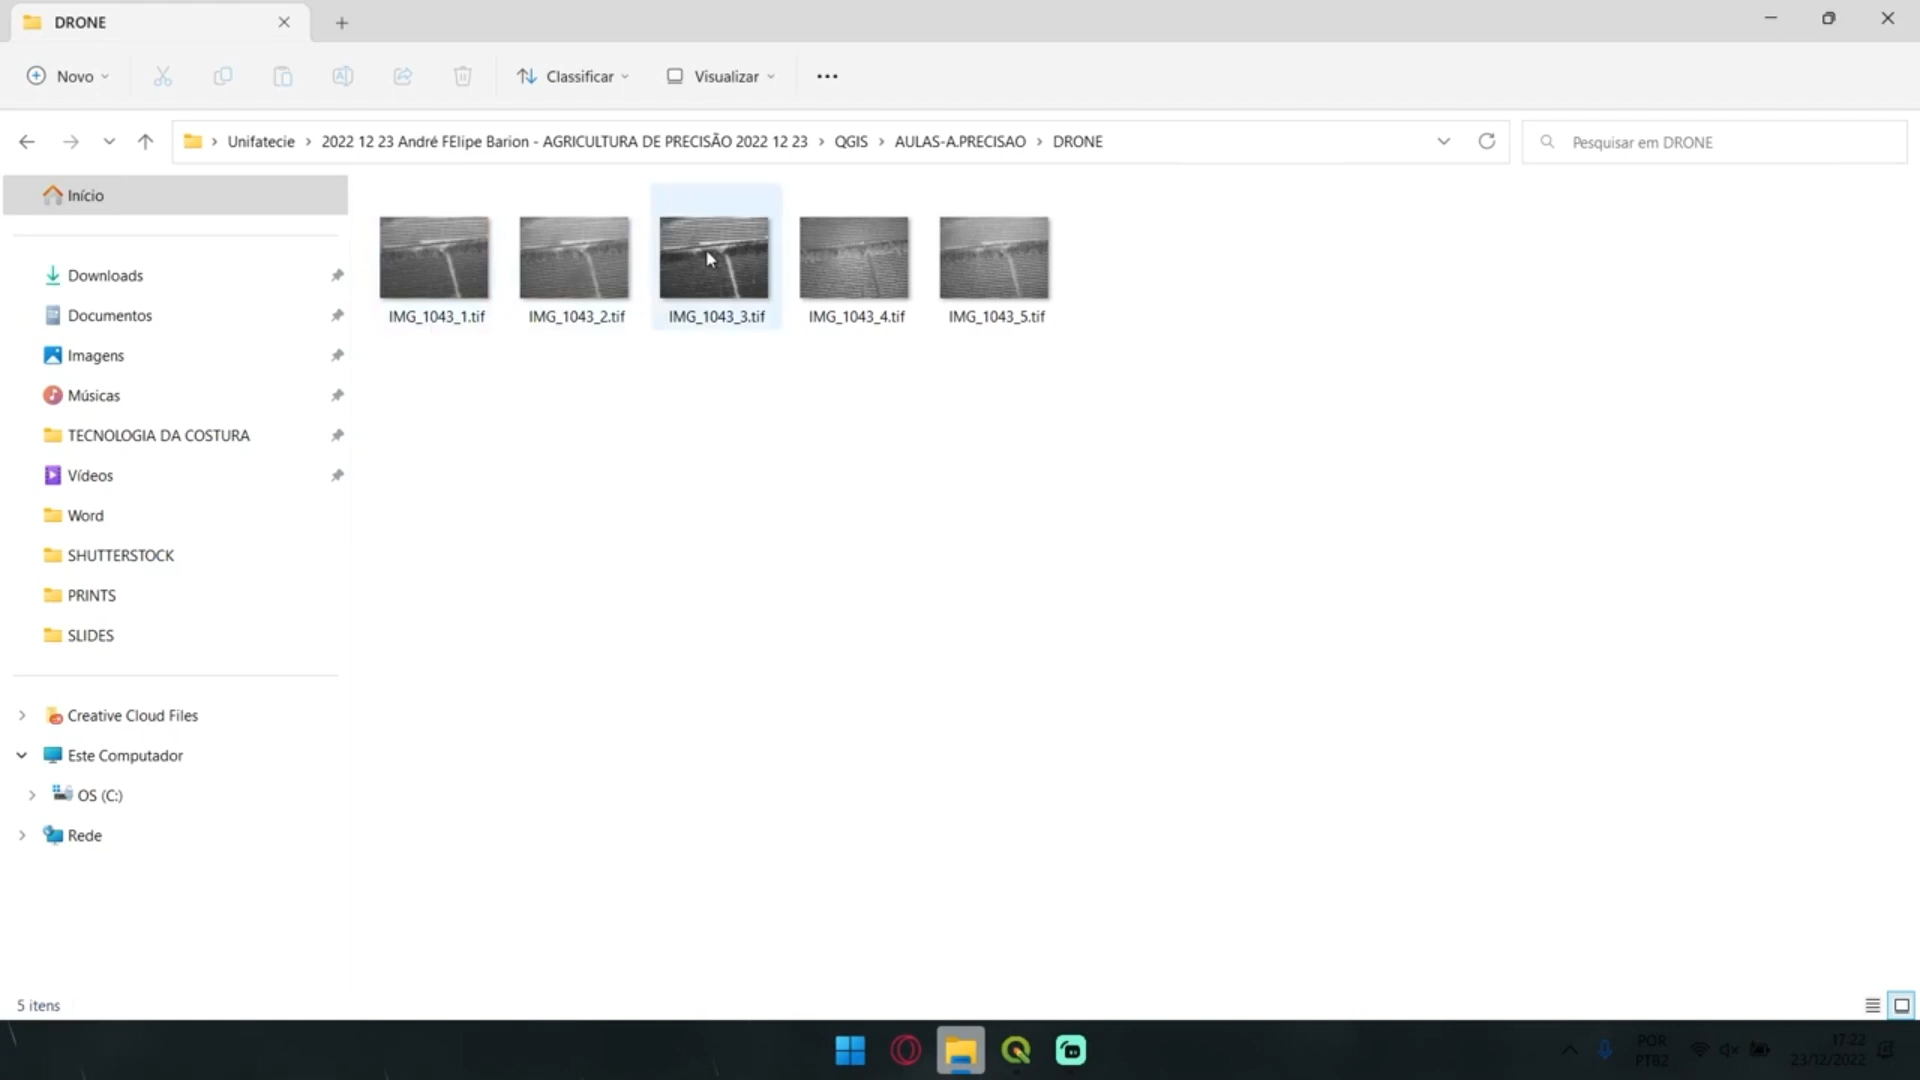 DRONE
Novo
Classificar
Visualizar
Unifatecie
2022 12 23 André FElipe Barion - AGRICULTURA DE PRECISÃO 2022 12 23
QGIS
AULAS-A.PRECISAO
DRONE
Pesquisar em DRONE
Início
Downloads
Documentos
Imagens
Músicas
TECNOLOGIA DA COSTURA
Vídeos
Word
SHUTTERSTOCK
PRINTS
SLIDES
Creative Cloud Files
Este Computador
OS (C:)
Rede
IMG_1043_1.tif
IMG_1043_2.tif
IMG_1043_3.tif
IMG_1043_4.tif
IMG_1043_5.tif
5 itens
POR
PTB2
17:22
23/12/2022